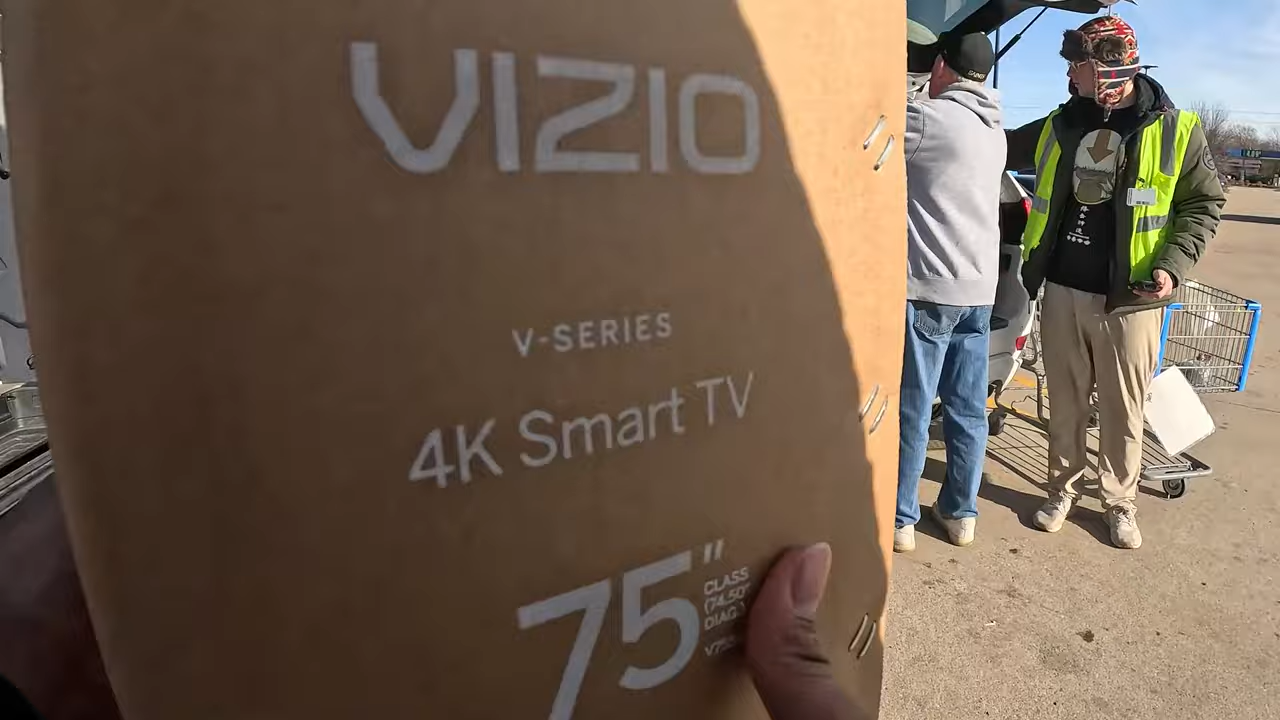 VIZIO
V-SERIES
4K Smart TV
75"
CLASS
(74.50"
DIAG.)